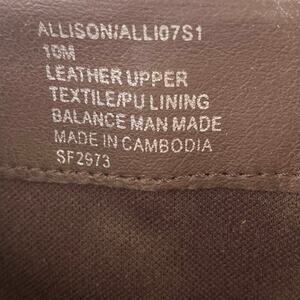 ALLISON/ALLI07S1
10M
LEATHER UPPER
TEXTILE/PU LINING
BALANCE MAN MADE
MADE IN CAMBODIA
SF2973